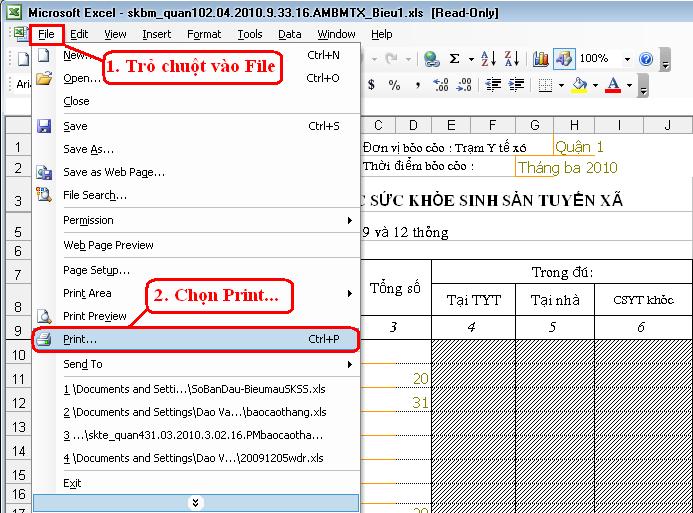 Microsoft Excel - skbm_quan102.04.2010.9.33.16.AMBMTX_Bieu1.xls [Read-Only]
File Edit View Insert Format Tools Data Window Help
New... Ctrl+N
1. Trỏ chuột vào File
Open... Ctrl+O
Close
Save Ctrl+S
Save As...
Save as Web Page...
File Search...
Permission
Web Page Preview
Page Setup...
Print Area
2. Chọn Print...
Print Preview
Print... Ctrl+P
Send To
1 \Documents and Setti...\SoBanDau-BieumauSKSS.xls
2 \Documents and Settings\Dao Va...\baocaothang.xls
3 ...\skte_quan431.03.2010.3.02.16.PMbaocaotha...
4 \Documents and Settings\Dao V...\20091205wdr.xls
Exit
Σ 100%
Ari
$ % , .00 .00
C D E F G H I J
1 Đơn vị bỏo cỏo : Trạm Y tế xó Quận 1
2 Thời điểm bỏo cỏo : Tháng ba 2010
3 C SỨC KHỎE SINH SẢN TUYẾN XÃ
5 9 và 12 thỏng
6
7 Tổng số Trong đú:
8 Tại TYT Tại nhà CSYT khỏc
9 3 4 5 6
10
11 20
12 31
13
14
15
16
17 20